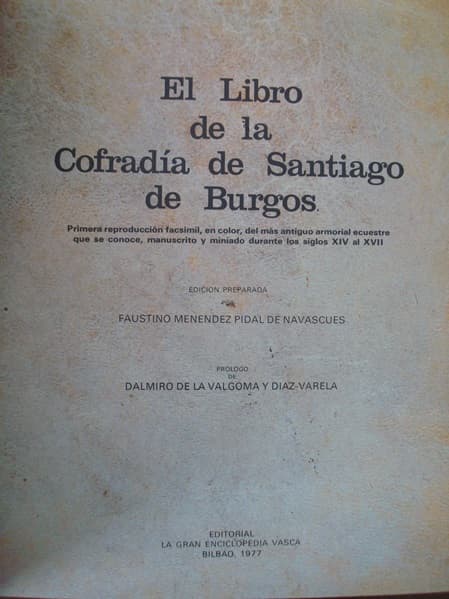 El Libro
de la
Cofradía de Santiago
de Burgos.
Primera reproducción facsimil, en color, del más antiguo armorial ecuestre
que se conoce, manuscrito y miniado durante los siglos XIV al XVII
EDICION PREPARADA
POR
FAUSTINO MENENDEZ PIDAL DE NAVASCUES
PROLOGO
DE
DALMIRO DE LA VALGOMA Y DIAZ-VARELA
EDITORIAL
LA GRAN ENCICLOPEDIA VASCA
BILBAO, 1977